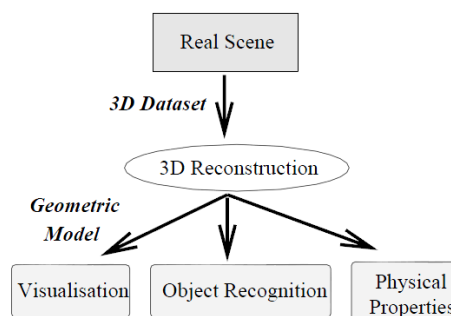 Real Scene
3D Dataset
3D Reconstruction
Geometric
Model
Visualisation
Object Recognition
Physical
Properties